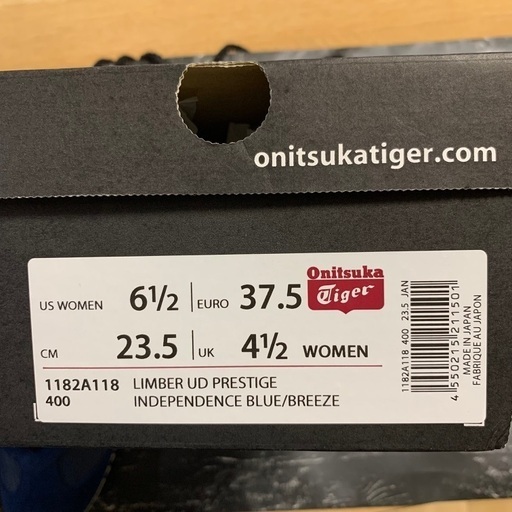 onitsukatiger.com
US WOMEN 6½ EURO 37.5
Onitsuka Tiger
CM 23.5 UK 4½ WOMEN
1182A118 LIMBER UD PRESTIGE
400 INDEPENDENCE BLUE/BREEZE
1182A118 400 23.5 JAN
4 550215 211501
MADE IN JAPAN
FABRIQUE AU JAPON